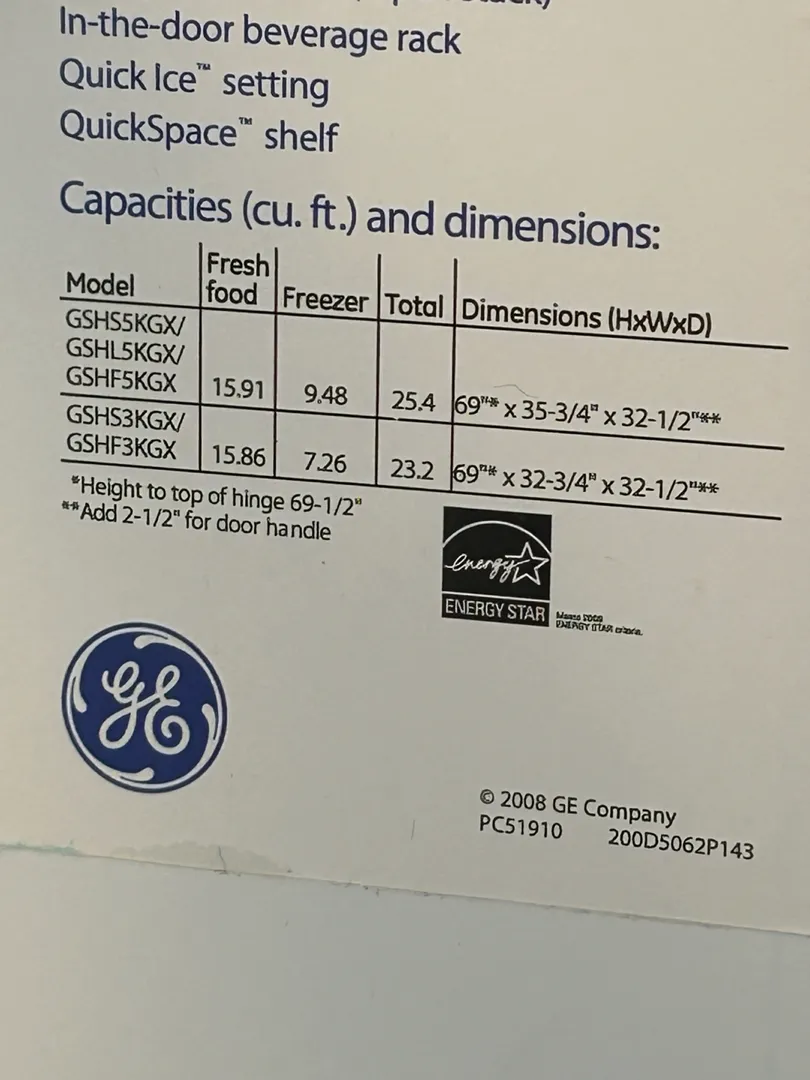 In-the-door beverage rack
Quick Ice™ setting
QuickSpace™ shelf
Capacities (cu. ft.) and dimensions:
Model Fresh food Freezer Total Dimensions (HxWxD)
GSHS5KGX/
GSHL5KGX/
GSHF5KGX 15.91 9.48 25.4 69"* x 35-3/4" x 32-1/2"**
GSHS3KGX/
GSHF3KGX 15.86 7.26 23.2 69"* x 32-3/4" x 32-1/2"**
*Height to top of hinge 69-1/2"
**Add 2-1/2" for door handle
energy
ENERGY STAR
ENERGY STAR
GE
© 2008 GE Company
PC51910 200D5062P143